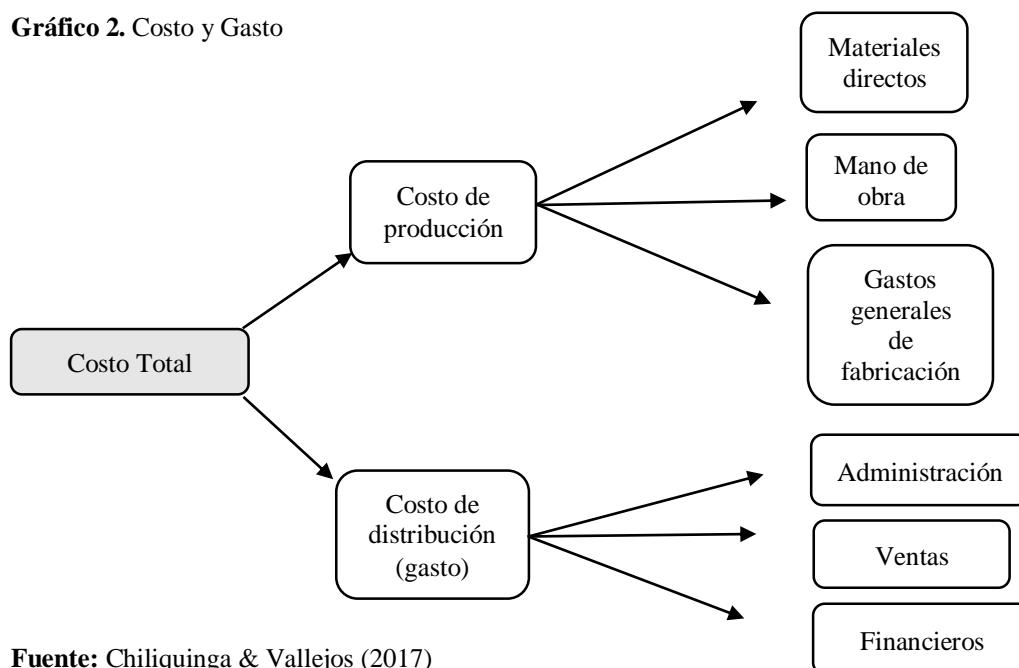 Gráfico 2. Costo y Gasto
Materiales
directos
Mano de
obra
Costo de
producción
Gastos
generales
de
fabricación
Costo Total
Administración
Costo de
distribución
(gasto)
Ventas
Financieros
Fuente: Chiliquinga & Vallejos (2017)